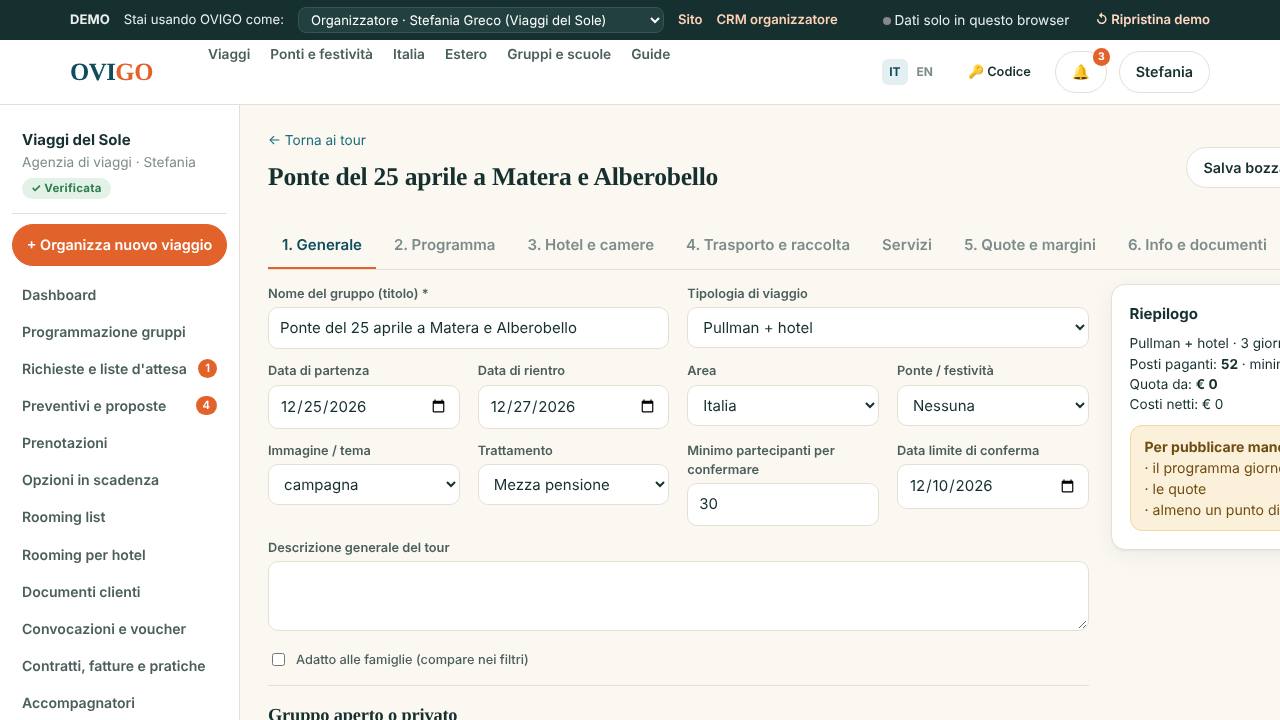 DEMO Stai usando OVIGO come: Organizzatore · Stefania Greco (Viaggi del Sole) Sito CRM organizzatore Dati solo in questo browser ↺ Ripristina demo
OVIGO Viaggi Ponti e festività Italia Estero Gruppi e scuole Guide IT EN 🔑 Codice 🔔 3 Stefania
Viaggi del Sole
Agenzia di viaggi · Stefania
✓ Verificata
+ Organizza nuovo viaggio
Dashboard
Programmazione gruppi
Richieste e liste d'attesa 1
Preventivi e proposte 4
Prenotazioni
Opzioni in scadenza
Rooming list
Rooming per hotel
Documenti clienti
Convocazioni e voucher
Contratti, fatture e pratiche
Accompagnatori
← Torna ai tour
Ponte del 25 aprile a Matera e Alberobello
Salva bozz
1. Generale 2. Programma 3. Hotel e camere 4. Trasporto e raccolta Servizi 5. Quote e margini 6. Info e documenti
Nome del gruppo (titolo) * Tipologia di viaggio
Ponte del 25 aprile a Matera e Alberobello Pullman + hotel
Data di partenza Data di rientro Area Ponte / festività
12/25/2026 12/27/2026 Italia Nessuna
Immagine / tema Trattamento Minimo partecipanti per confermare Data limite di conferma
campagna Mezza pensione 30 12/10/2026
Descrizione generale del tour
Adatto alle famiglie (compare nei filtri)
Gruppo aperto o privato
Riepilogo
Pullman + hotel · 3 gior
Posti paganti: 52 · minin
Quota da: € 0
Costi netti: € 0
Per pubblicare man
· il programma giorn
· le quote
· almeno un punto di